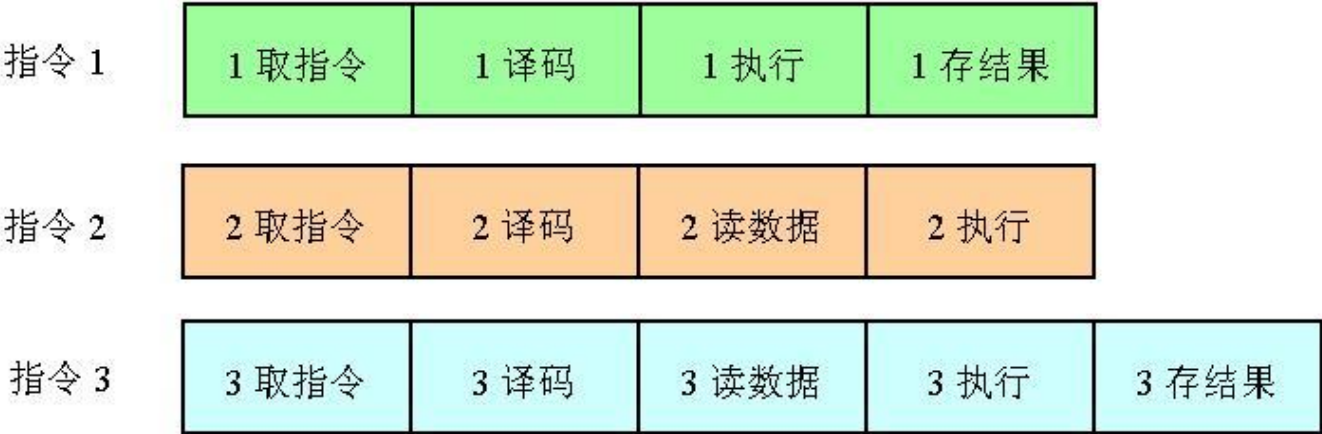 指令 1 1 取指令 1 译码 1 执行 1 存结果
指令 2 2 取指令 2 译码 2 读数据 2 执行
指令 3 3 取指令 3 译码 3 读数据 3 执行 3 存结果